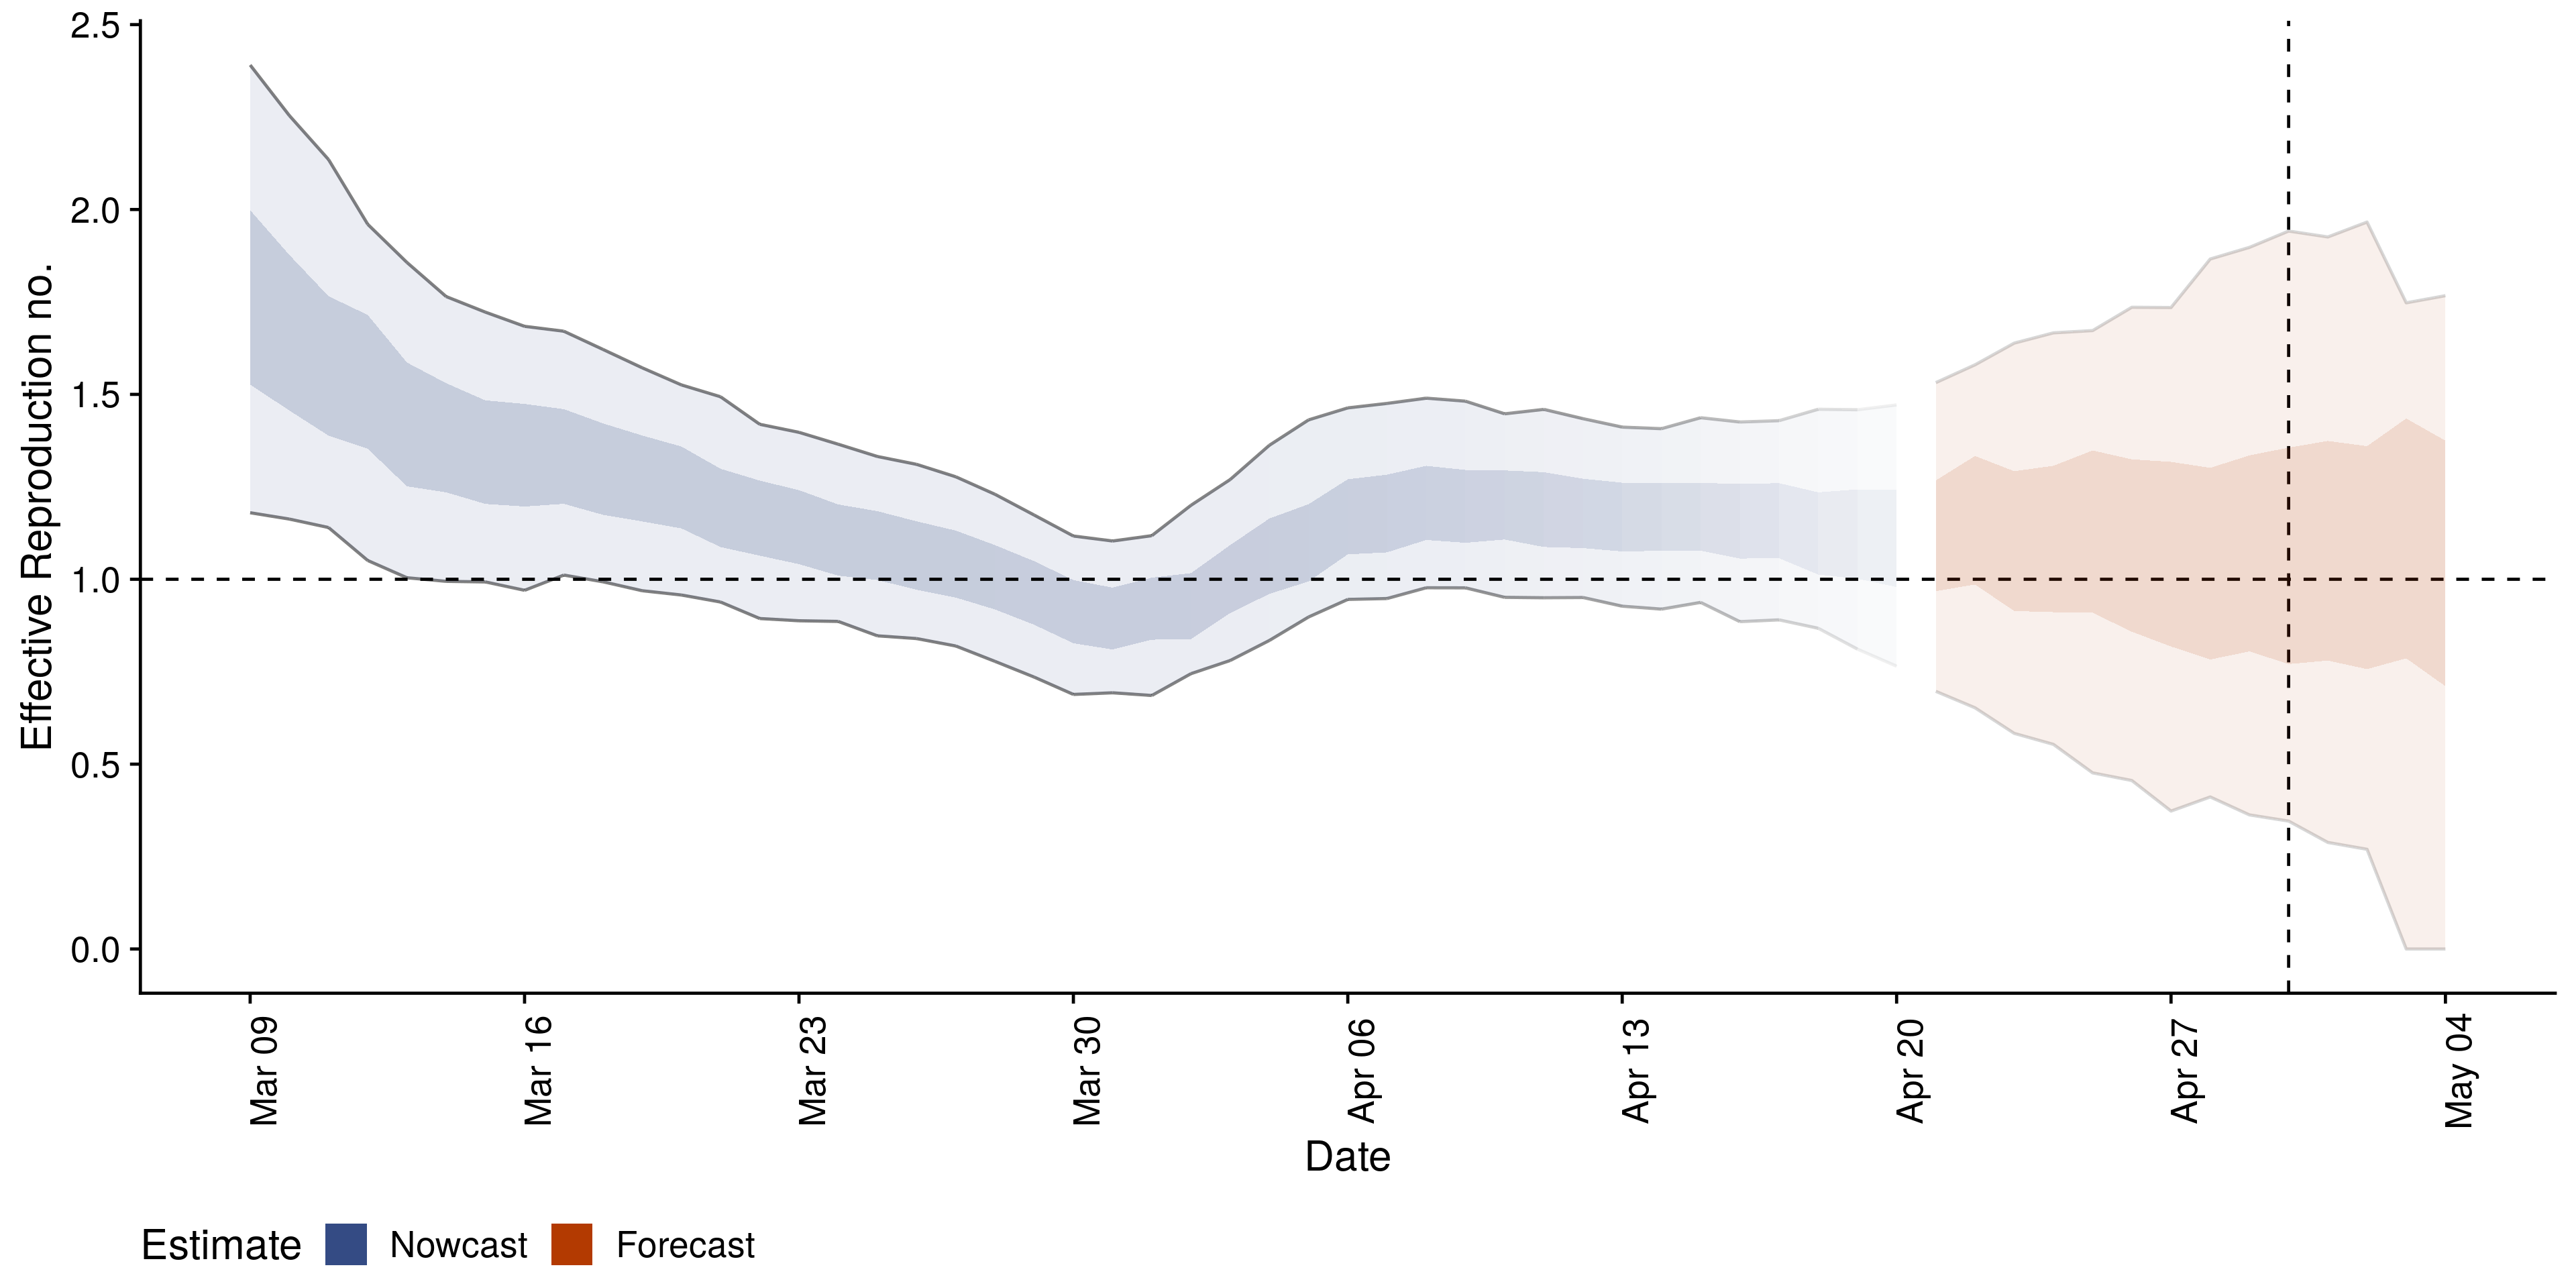 Effective Reproduction no.
2.5
2.0
1.5
1.0
0.5
0.0
Mar 09
Mar 16
Mar 23
Mar 30
Apr 06
Apr 13
Apr 20
Apr 27
May 04
Date
Estimate Nowcast Forecast